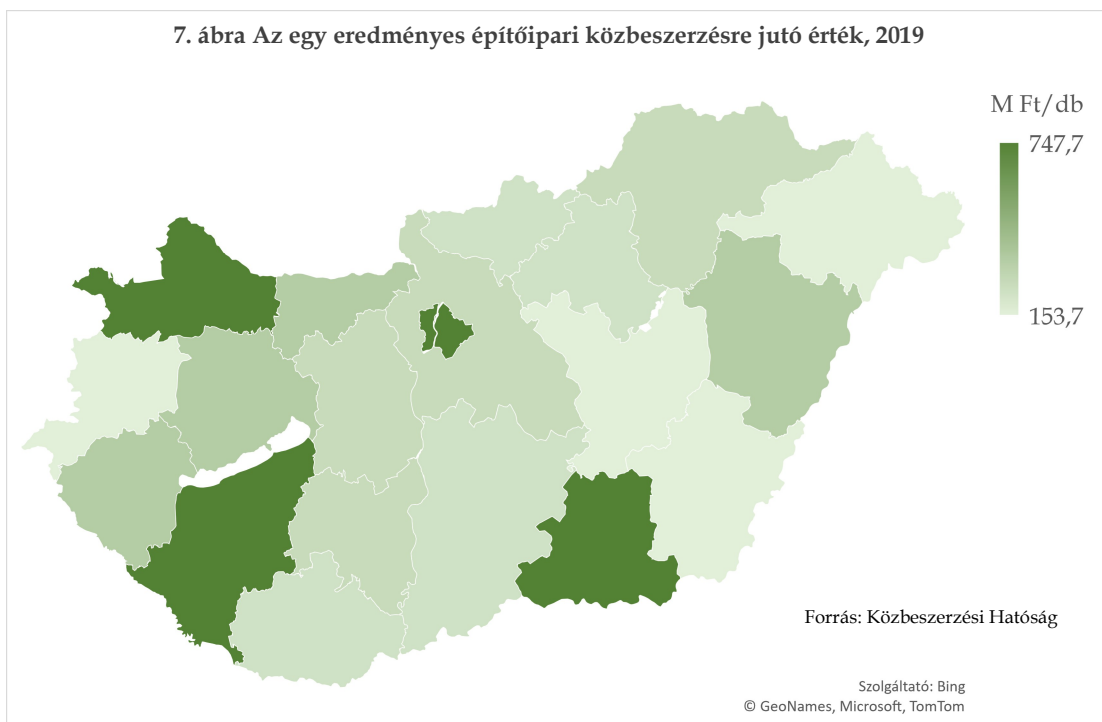 7. ábra Az egy eredményes építőipari közbeszerzésre jutó érték, 2019
M Ft/db
747,7
153,7
Forrás: Közbeszerzési Hatóság
Szolgáltató: Bing
© GeoNames, Microsoft, TomTom